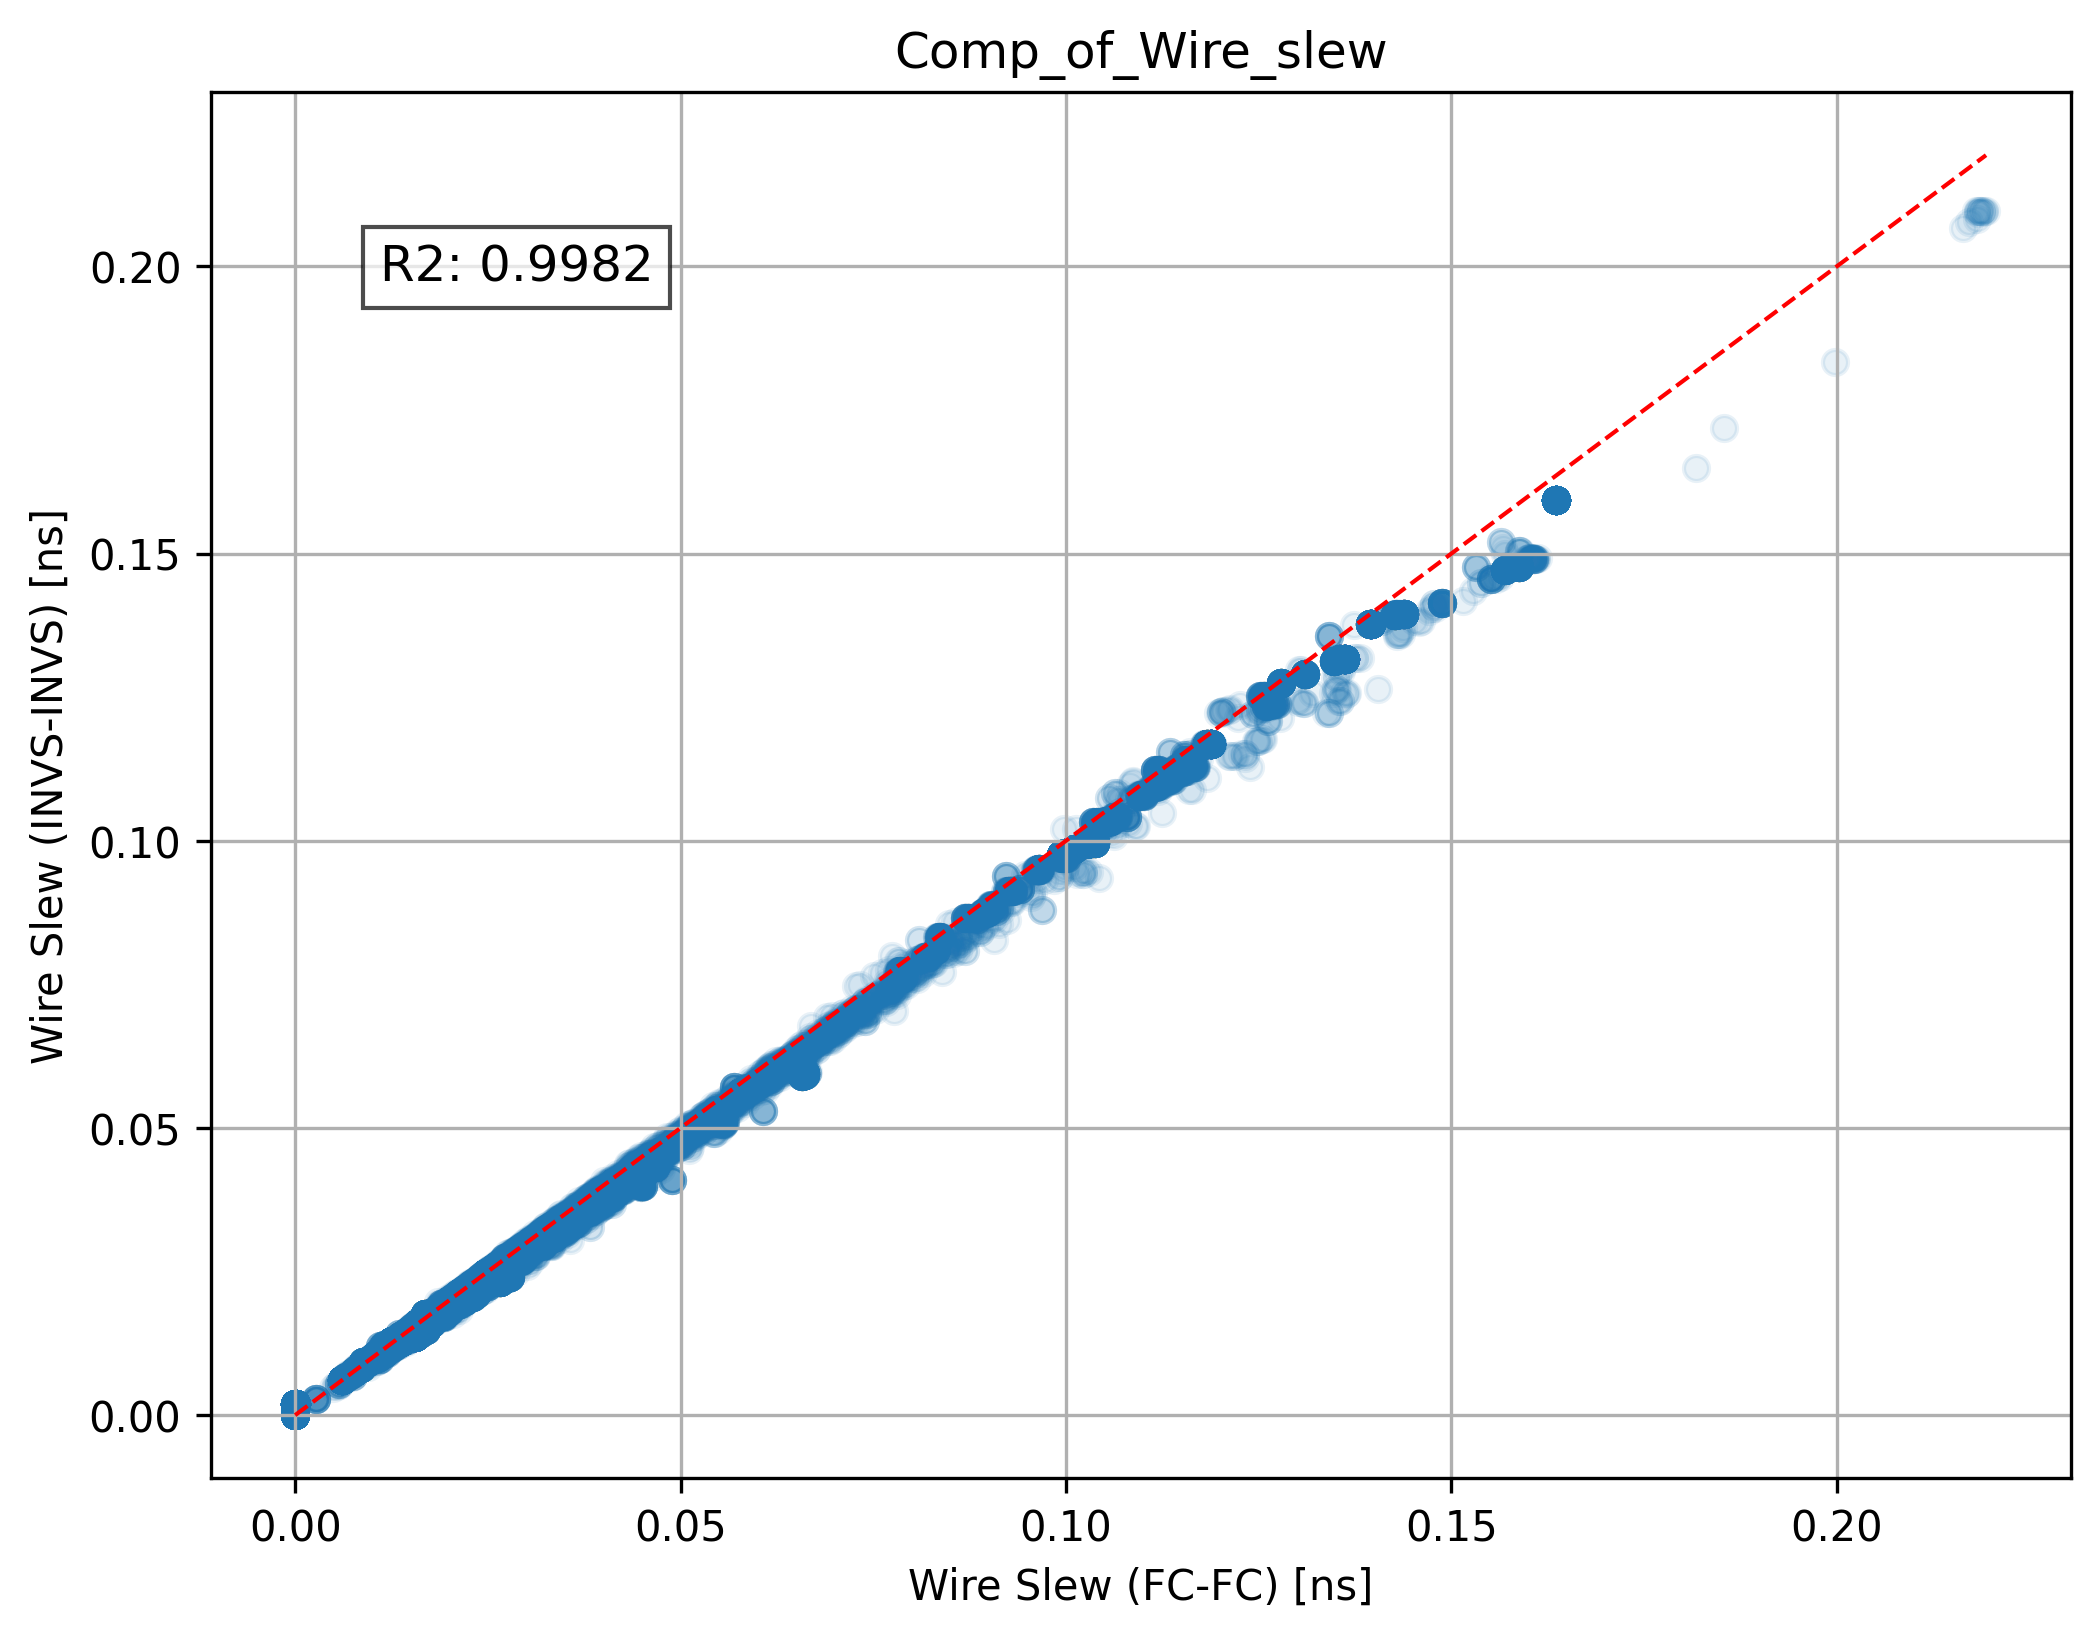 Comp_of_Wire_slew
R2: 0.9982
Wire Slew (INVS-INVS) [ns]
0.20
0.15
0.10
0.05
0.00
0.00 0.05 0.10 0.15 0.20
Wire Slew (FC-FC) [ns]